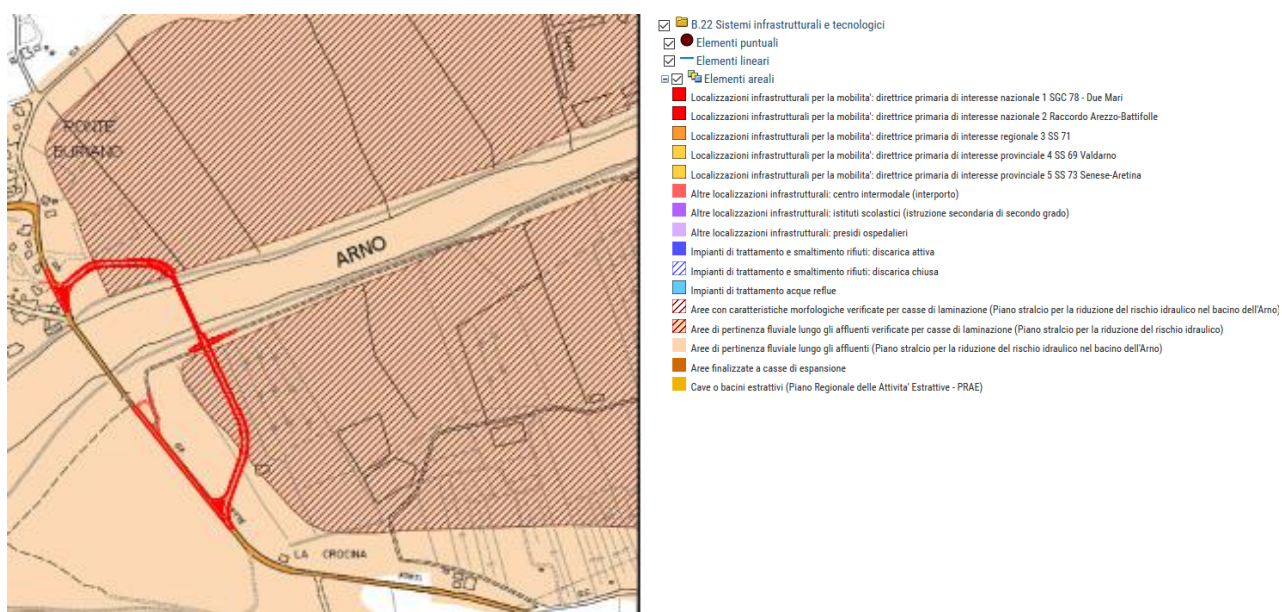 PONTE
BURIANO
ARNO
LA CROCINA
B.22 Sistemi infrastrutturali e tecnologici
Elementi puntuali
Elementi lineari
Elementi areali
Localizzazioni infrastrutturali per la mobilita': direttrice primaria di interesse nazionale 1 SGC 78 - Due Mari
Localizzazioni infrastrutturali per la mobilita': direttrice primaria di interesse nazionale 2 Raccordo Arezzo-Battifolle
Localizzazioni infrastrutturali per la mobilita': direttrice primaria di interesse regionale 3 SS 71
Localizzazioni infrastrutturali per la mobilita': direttrice primaria di interesse provinciale 4 SS 69 Valdarno
Localizzazioni infrastrutturali per la mobilita': direttrice primaria di interesse provinciale 5 SS 73 Senese-Aretina
Altre localizzazioni infrastrutturali: centro intermodale (interporto)
Altre localizzazioni infrastrutturali: istituti scolastici (istruzione secondaria di secondo grado)
Altre localizzazioni infrastrutturali: presidi ospedalieri
Impianti di trattamento e smaltimento rifiuti: discarica attiva
Impianti di trattamento e smaltimento rifiuti: discarica chiusa
Impianti di trattamento acque reflue
Aree con caratteristiche morfologiche verificate per casse di laminazione (Piano stralcio per la riduzione del rischio idraulico nel bacino dell'Arno)
Aree di pertinenza fluviale lungo gli affluenti verificate per casse di laminazione (Piano stralcio per la riduzione del rischio idraulico)
Aree di pertinenza fluviale lungo gli affluenti (Piano stralcio per la riduzione del rischio idraulico nel bacino dell'Arno)
Aree finalizzate a casse di espansione
Cave o bacini estrattivi (Piano Regionale delle Attivita' Estrattive - PRAE)